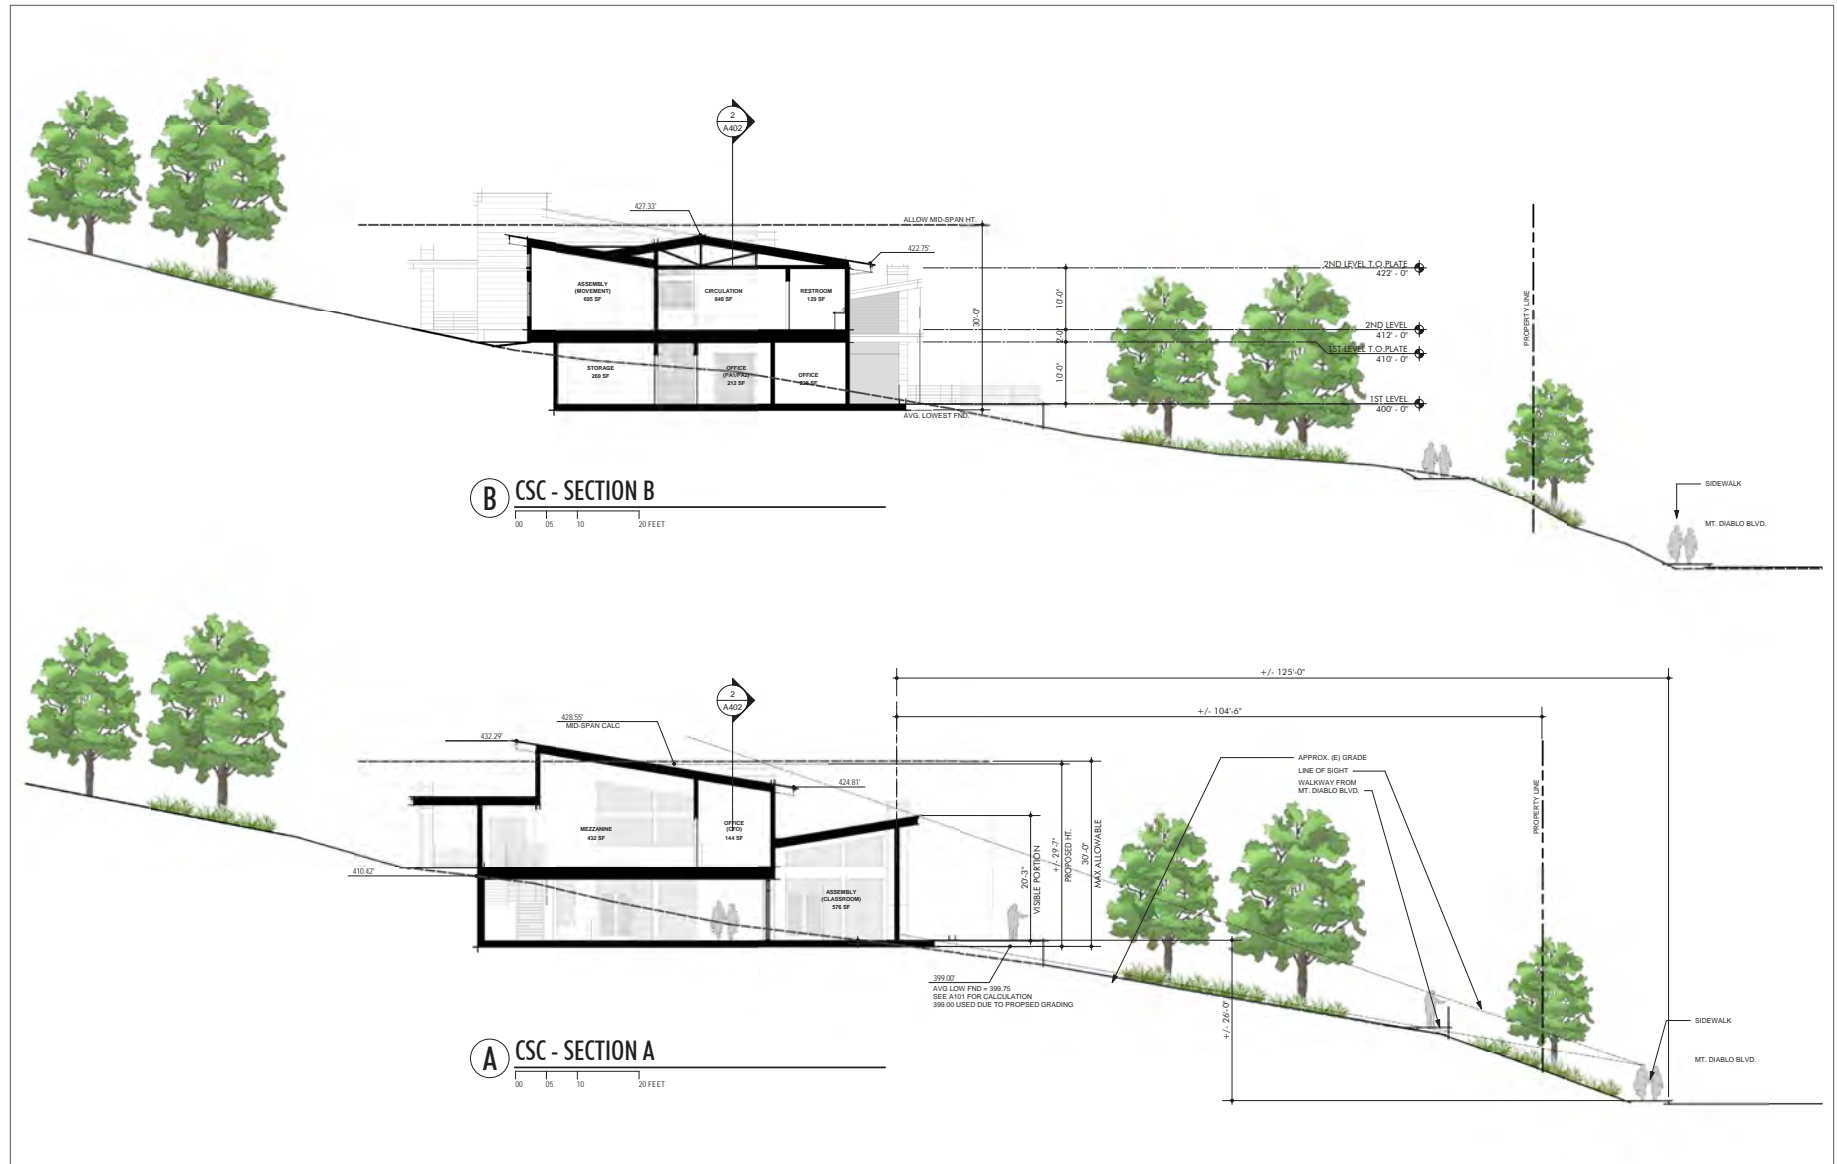 2
A402
427.33'
ALLOW MID-SPAN HT.
422.75'
2ND LEVEL T.O.PLATE
422' - 0"
ASSEMBLY
(MOVEMENT)
695 SF
CIRCULATION
840 SF
RESTROOM
129 SF
10'-0"
30'-0"
PROPERTY LINE
2ND LEVEL
412' - 0"
2'-0"
1ST LEVEL T.O.PLATE
410' - 0"
STORAGE
269 SF
OFFICE
(PA1/PA2)
212 SF
OFFICE
SF
10'-0"
1ST LEVEL
400' - 0"
AVG. LOWEST FND.
B CSC - SECTION B
00 05 10 20 FEET
SIDEWALK
MT. DIABLO BLVD.
2
A402
+/- 125'-0"
+/- 104'-6"
428.55'
MID-SPAN CALC
432.29'
424.81'
APPROX. (E) GRADE
LINE OF SIGHT
WALKWAY FROM
MT. DIABLO BLVD.
PROPERTY LINE
MEZZANINE
432 SF
OFFICE
(CFO)
144 SF
20'-3"
VISIBLE PORTION
+/- 29'-7"
PROPOSED HT.
30'-0"
MAX ALLOWABLE
410.42'
ASSEMBLY
(CLASSROOM)
576 SF
399.00'
AVG LOW FND = 399.75
SEE A101 FOR CALCULATION
399.00 USED DUE TO PROPSED GRADING
+/- 26'-0"
A CSC - SECTION A
00 05 10 20 FEET
SIDEWALK
MT. DIABLO BLVD.